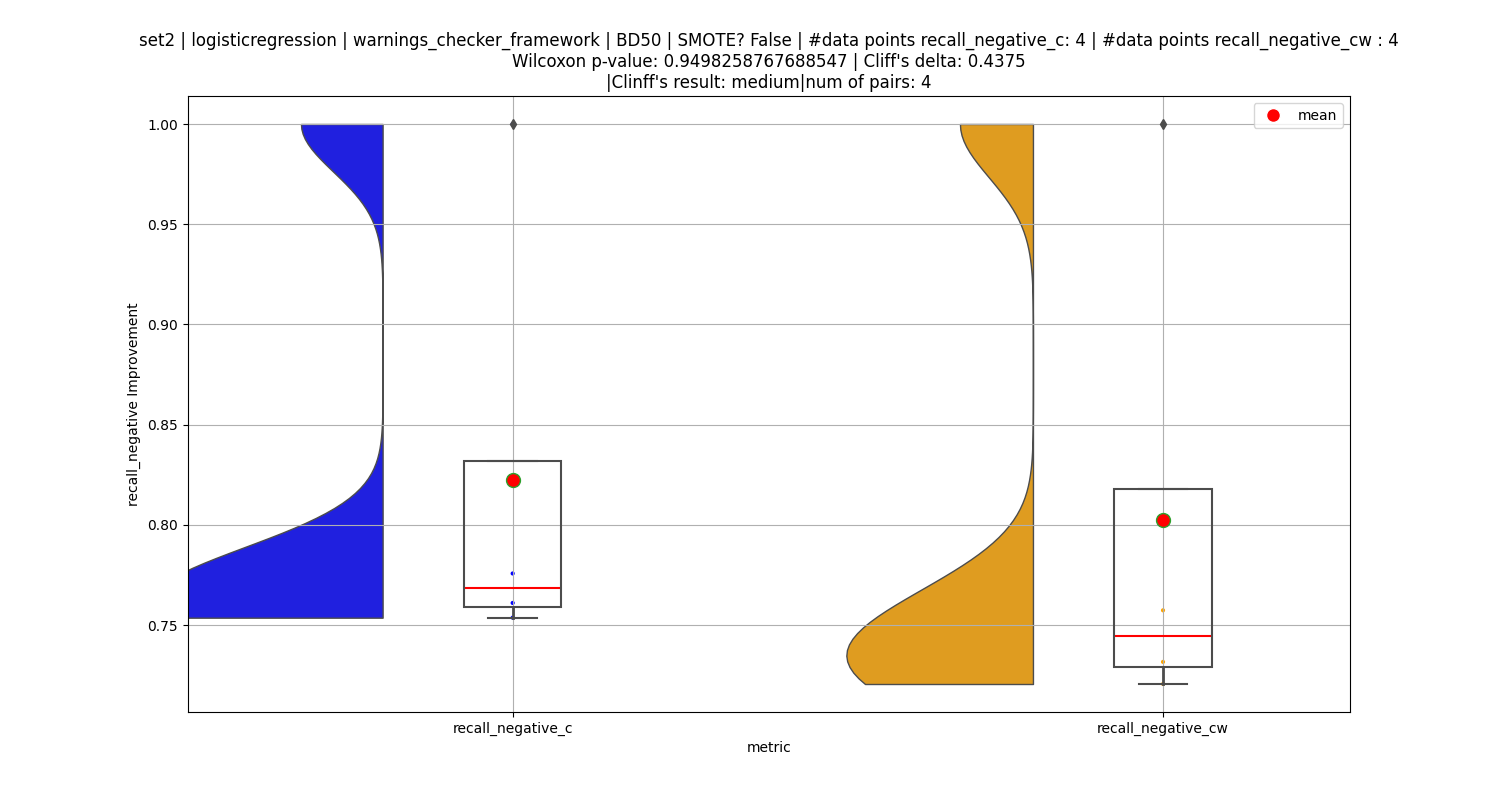 set2 | logisticregression | warnings_checker_framework | BD50 | SMOTE? False | #data points recall_negative_c: 4 | #data points recall_negative_cw : 4
Wilcoxon p-value: 0.9498258767688547 | Cliff's delta: 0.4375
|Clinff's result: medium|num of pairs: 4
mean
1.00
0.95
0.90
0.85
0.80
0.75
recall_negative Improvement
recall_negative_c
recall_negative_cw
metric